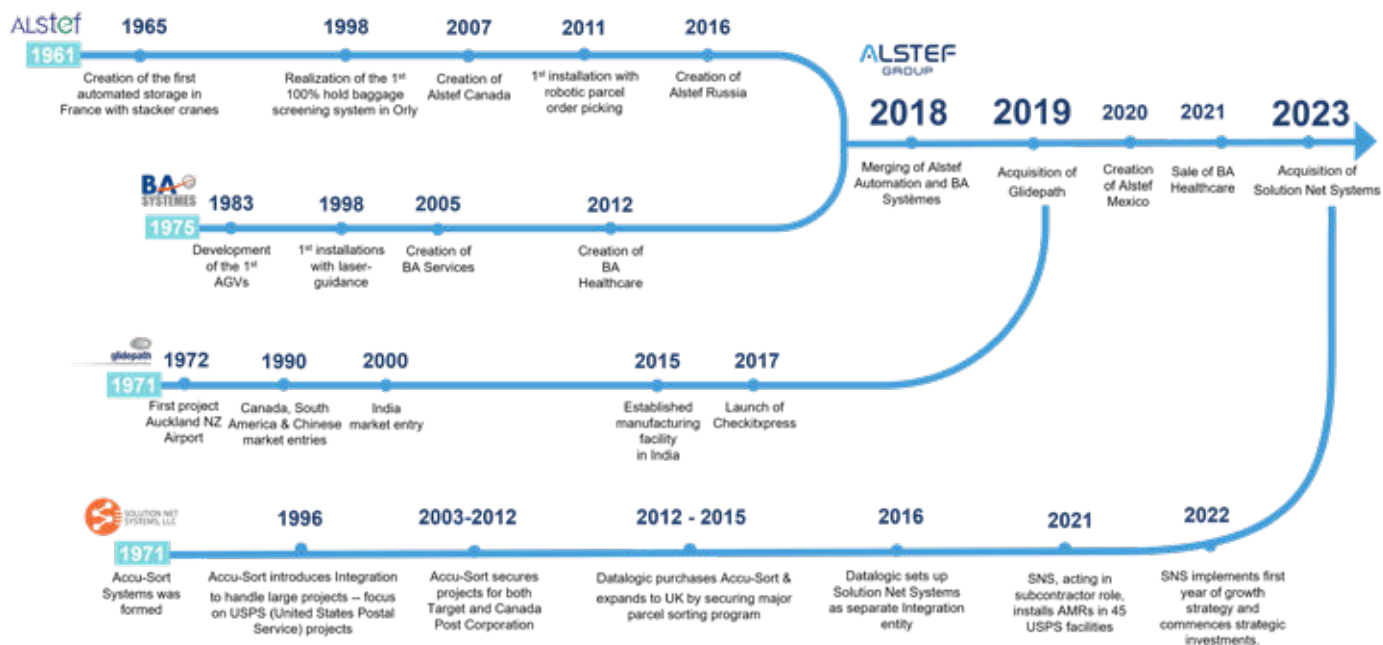 ALSTEF
1961
1965
Creation of the first
automated storage in
France with stacker cranes
1998
Realization of the 1st
100% hold baggage
screening system in Orly
2007
Creation of
Alstef Canada
2011
1st installation with
robotic parcel
order picking
2016
Creation of
Alstef Russia
ALSTEF
GROUP
2018
Merging of Alstef
Automation and BA
Systèmes
2019
Acquisition of
Glidepath
2020
Creation
of Alstef
Mexico
2021
Sale of BA
Healthcare
2023
Acquisition of
Solution Net Systems
BA
SYSTEMES
1975
1983
Development
of the 1st
AGVs
1998
1st installations
with laser-
guidance
2005
Creation of
BA Services
2012
Creation of
BA
Healthcare
glidepath
1971
1972
First project
Auckland NZ
Airport
1990
Canada, South
America & Chinese
market entries
2000
India
market entry
2015
Established
manufacturing
facility
in India
2017
Launch of
Checkitxpress
SOLUTION NET
SYSTEMS, LLC
1971
Accu-Sort
Systems was
formed
1996
Accu-Sort introduces Integration
to handle large projects -- focus
on USPS (United States Postal
Service) projects
2003-2012
Accu-Sort secures
projects for both
Target and Canada
Post Corporation
2012 - 2015
Datalogic purchases Accu-Sort &
expands to UK by securing major
parcel sorting program
2016
Datalogic sets up
Solution Net Systems
as separate Integration
entity
2021
SNS, acting in
subcontractor role,
installs AMRs in 45
USPS facilities
2022
SNS implements first
year of growth
strategy and
commences strategic
investments.